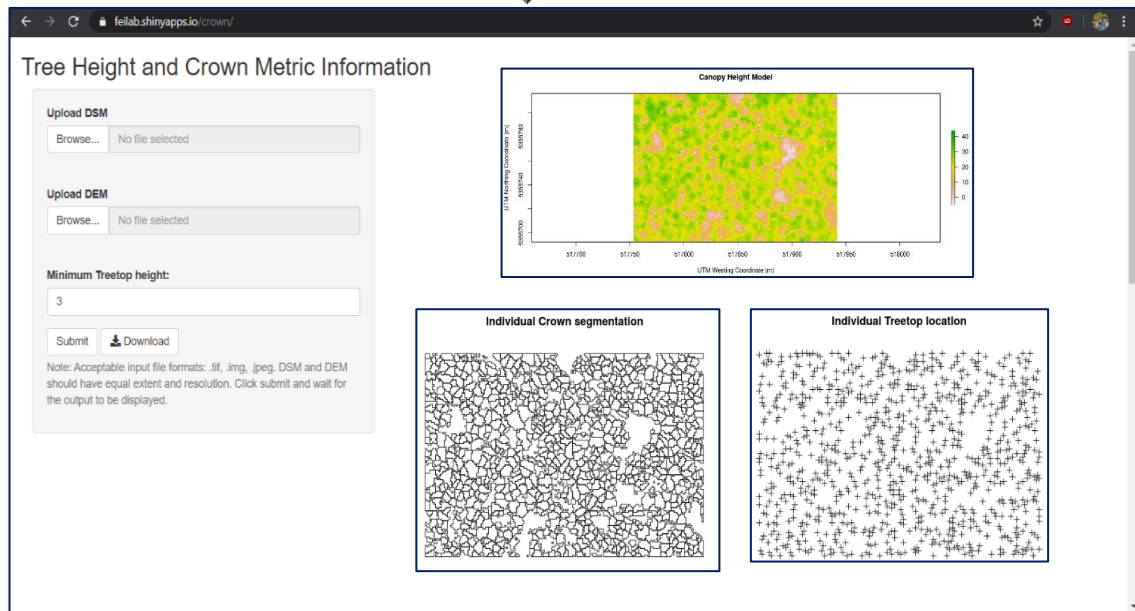 feilab.shinyapps.io/crown/
Tree Height and Crown Metric Information
Upload DSM
Browse... No file selected
Upload DEM
Browse... No file selected
Minimum Treetop height:
3
Submit Download
Note: Acceptable input file formats: .tif, .img, .jpeg. DSM and DEM
should have equal extent and resolution. Click submit and wait for
the output to be displayed.
Canopy Height Model
UTM Northing Coordinate (m)
5355780
5355740
5355700
40
30
20
10
0
517700 517750 517800 517850 517900 517950 518000
UTM Westing Coordinate (m)
Individual Crown segmentation
Individual Treetop location